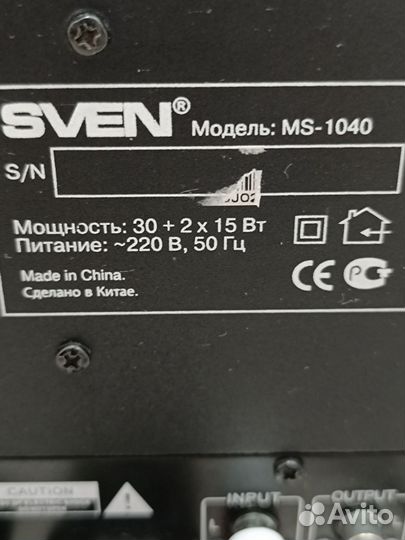 SVEN® Модель: MS-1040
S/N
Мощность: 30 + 2 x 15 Вт
Питание: ~220 В, 50 Гц
Made in China.
Сделано в Китае.
CAUTION
INPUT
OUTPUT
Avito